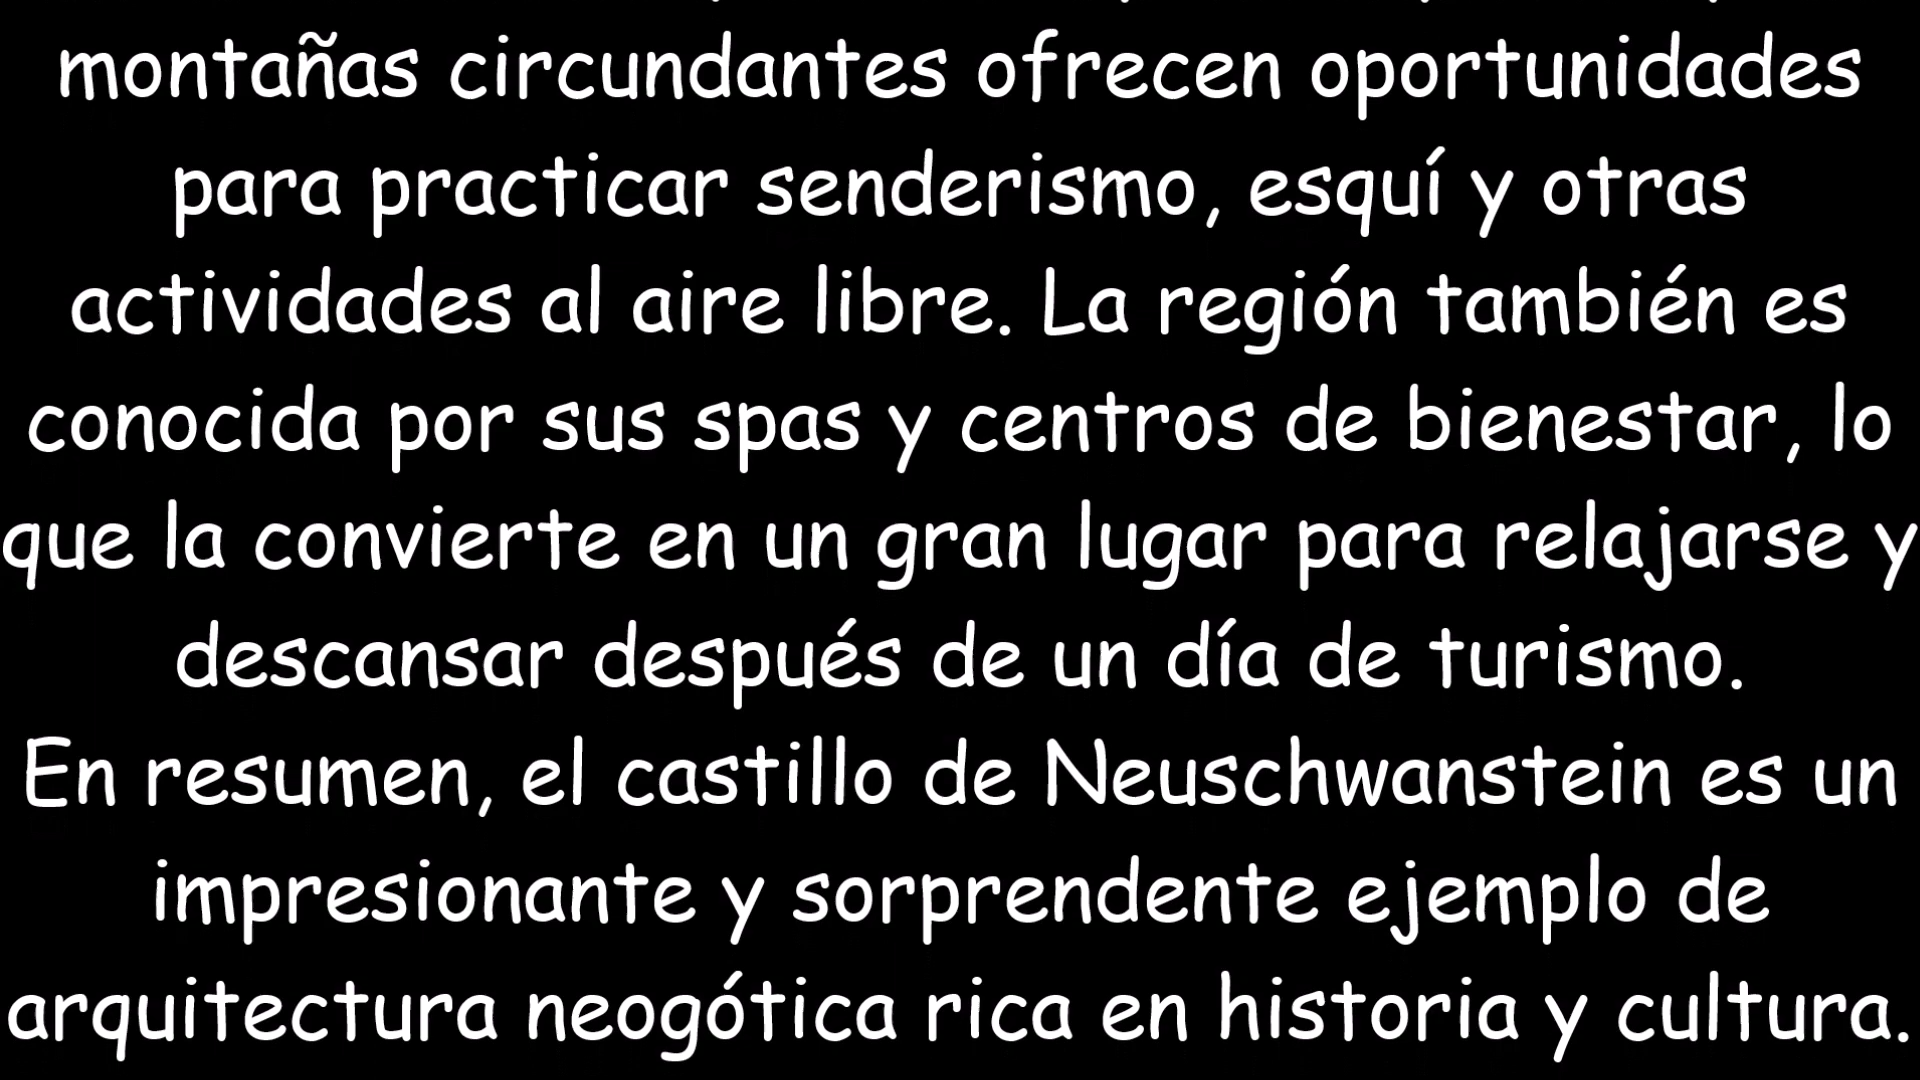 montañas circundantes ofrecen oportunidades
para practicar senderismo, esquí y otras
actividades al aire libre. La región también es
conocida por sus spas y centros de bienestar, lo
que la convierte en un gran lugar para relajarse y
descansar después de un día de turismo.
En resumen, el castillo de Neuschwanstein es un
impresionante y sorprendente ejemplo de
arquitectura neogótica rica en historia y cultura.